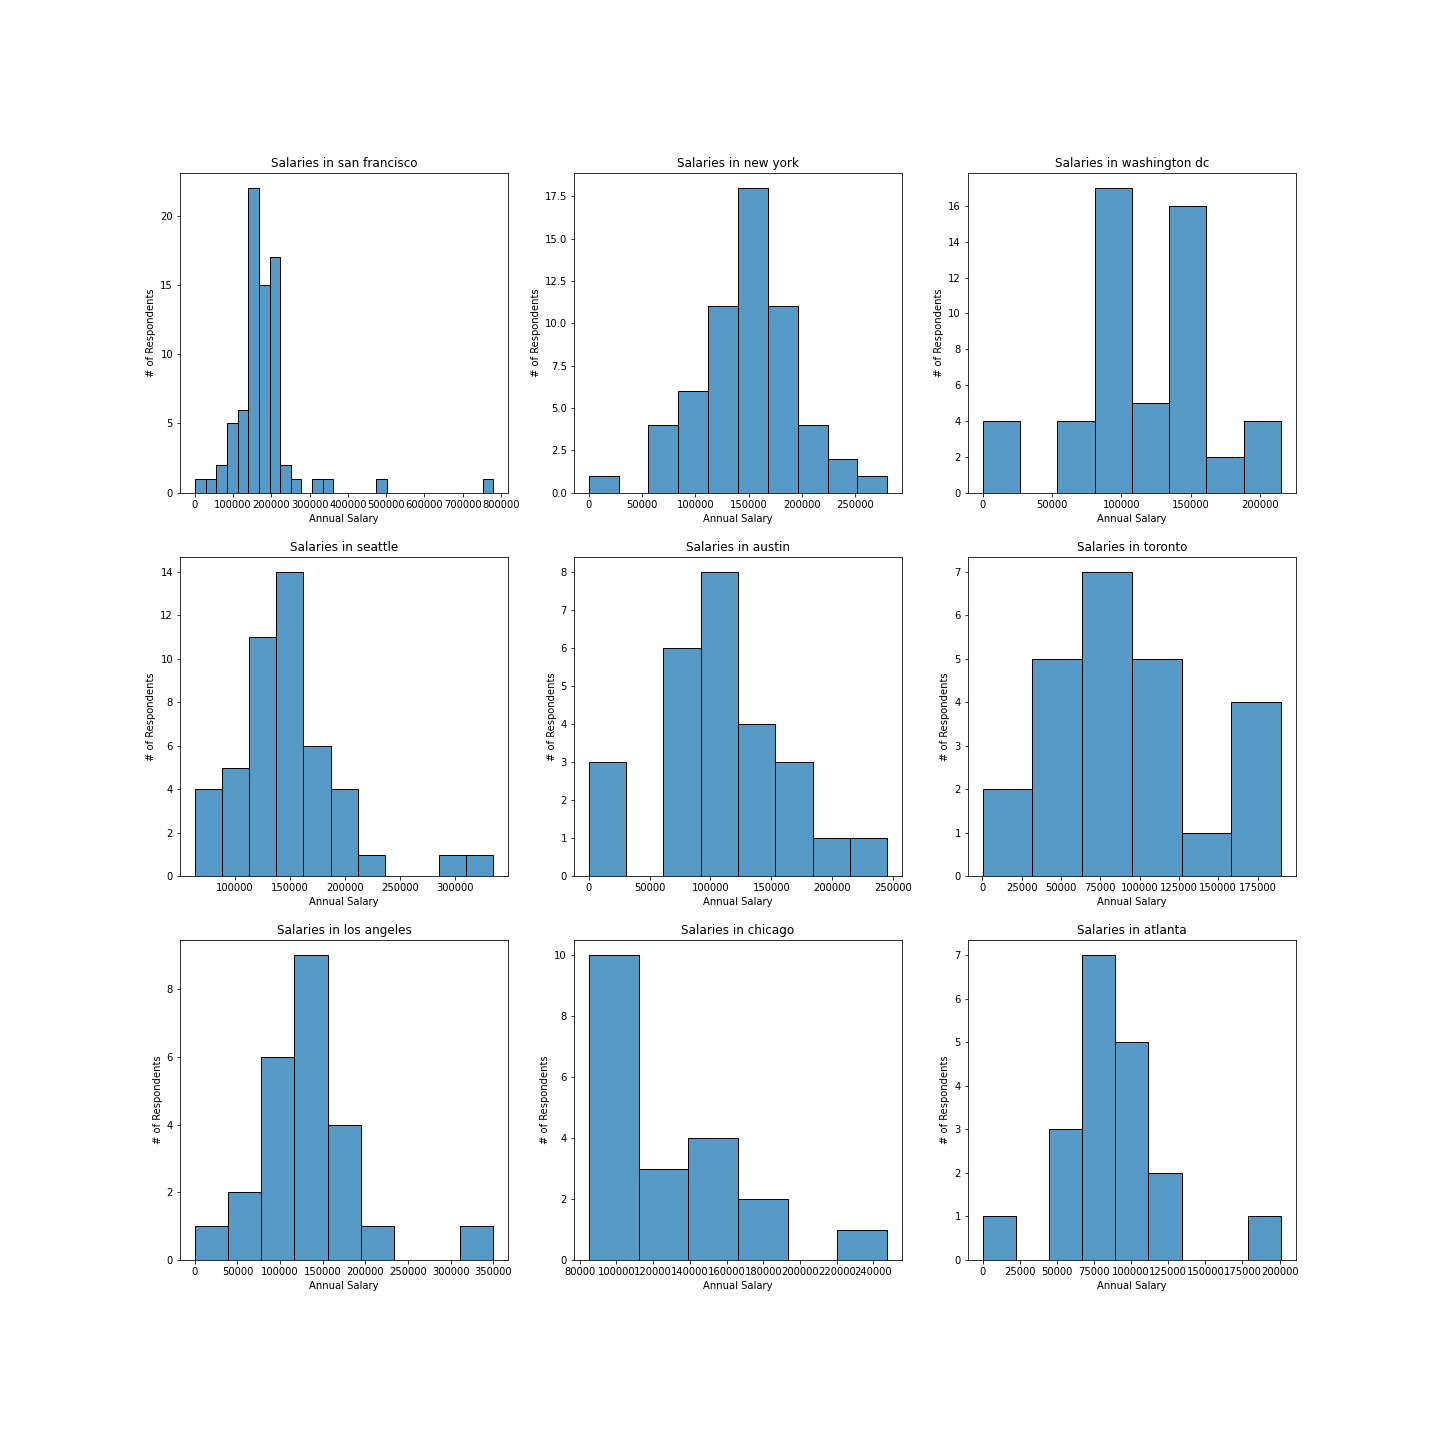 Salaries in san francisco
# of Respondents
20
15
10
5
0
0 100000 200000 300000 400000 500000 600000 700000 800000
Annual Salary
Salaries in new york
# of Respondents
17.5
15.0
12.5
10.0
7.5
5.0
2.5
0.0
0 50000 100000 150000 200000 250000
Annual Salary
Salaries in washington dc
# of Respondents
16
14
12
10
8
6
4
2
0
0 50000 100000 150000 200000
Annual Salary
Salaries in seattle
# of Respondents
14
12
10
8
6
4
2
0
100000 150000 200000 250000 300000
Annual Salary
Salaries in austin
# of Respondents
8
7
6
5
4
3
2
1
0
0 50000 100000 150000 200000 250000
Annual Salary
Salaries in toronto
# of Respondents
7
6
5
4
3
2
1
0
0 25000 50000 75000 100000 125000 150000 175000
Annual Salary
Salaries in los angeles
# of Respondents
8
6
4
2
0
0 50000 100000 150000 200000 250000 300000 350000
Annual Salary
Salaries in chicago
# of Respondents
10
8
6
4
2
0
80000 100000 120000 140000 160000 180000 200000 220000 240000
Annual Salary
Salaries in atlanta
# of Respondents
7
6
5
4
3
2
1
0
0 25000 50000 75000 100000 125000 150000 175000 200000
Annual Salary